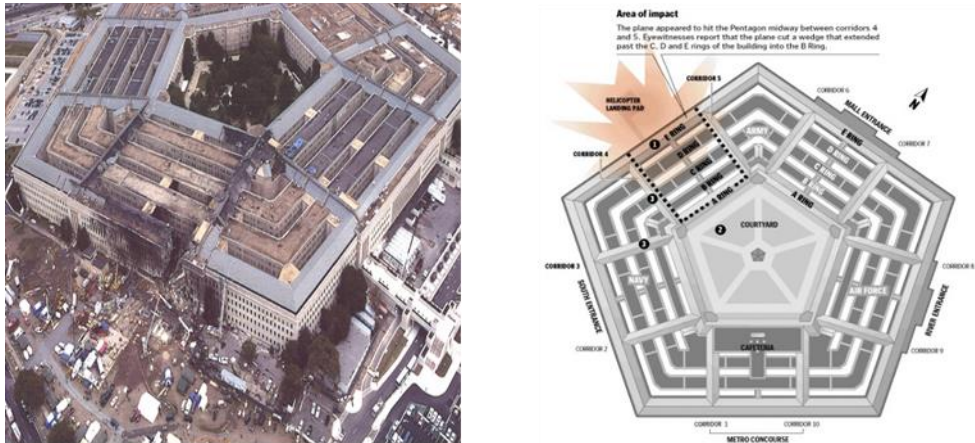 Area of impact
The plane appeared to hit the Pentagon midway between corridors 4
and 5. Eyewitnesses report that the plane cut a wedge that extended
past the C, D and E rings of the building into the B Ring.
CORRIDOR 5
HELICOPTER
LANDING PAD
CORRIDOR 6
MALL ENTRANCE
N
1
E RING
ARMY
CORRIDOR 4
D RING
E RING
CORRIDOR 7
D RING
C RING
C RING
B RING
B RING
A RING
A RING
3
2
COURTYARD
3
CORRIDOR 3
NAVY
AIR FORCE
CORRIDOR 8
SOUTH ENTRANCE
RIVER ENTRANCE
CORRIDOR 2
CAFETERIA
CORRIDOR 9
CORRIDOR 1
CORRIDOR 10
METRO CONCOURSE